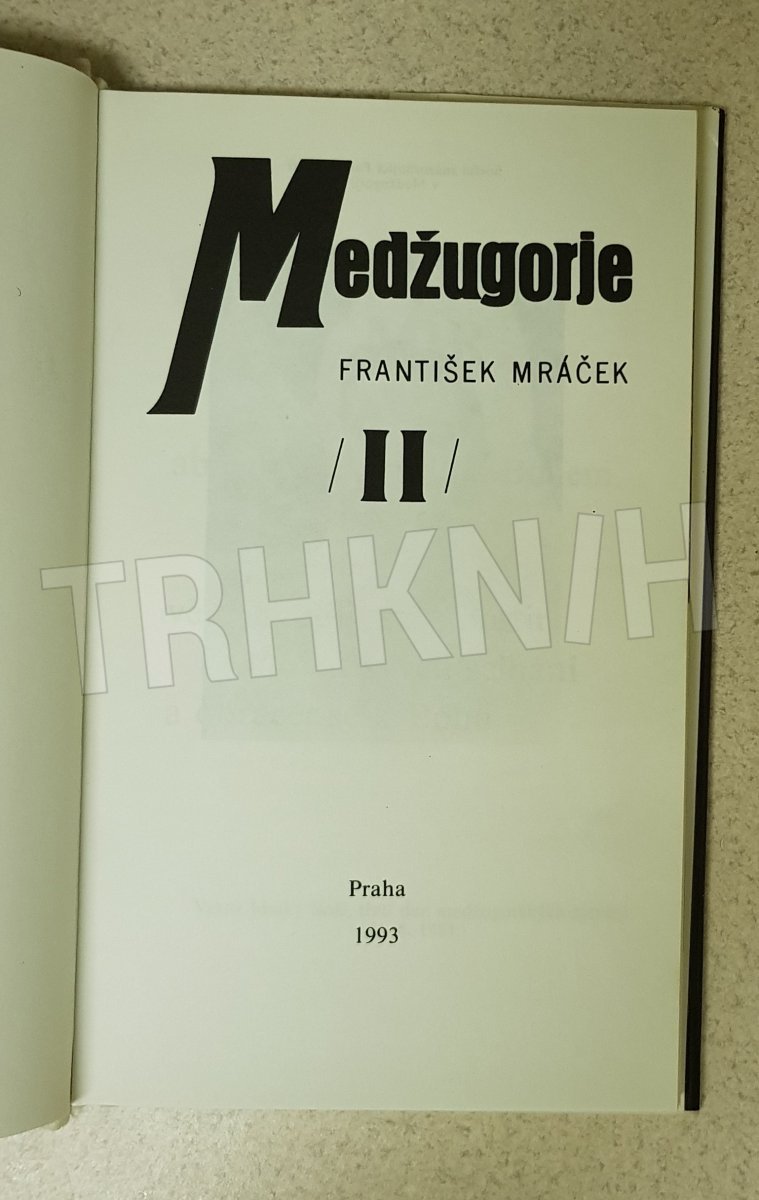 Medžugorje
FRANTIŠEK MRÁČEK
/II/
TRHKNIH
Praha
1993